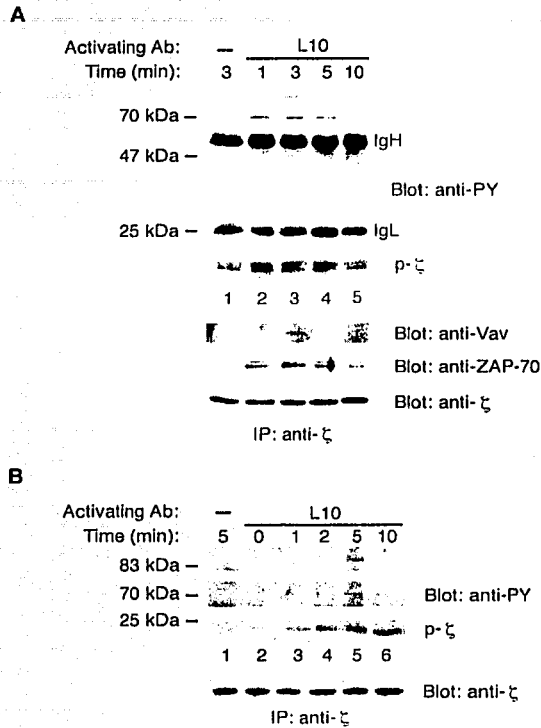 A
Activating Ab: – L10
Time (min): 3 1 3 5 10
70 kDa –
IgH
47 kDa –
Blot: anti-PY
25 kDa – IgL
p-ζ
1 2 3 4 5
Blot: anti-Vav
Blot: anti-ZAP-70
Blot: anti-ζ
IP: anti-ζ
B
Activating Ab: – L10
Time (min): 5 0 1 2 5 10
83 kDa –
70 kDa – Blot: anti-PY
25 kDa –
p-ζ
1 2 3 4 5 6
Blot: anti-ζ
IP: anti-ζ